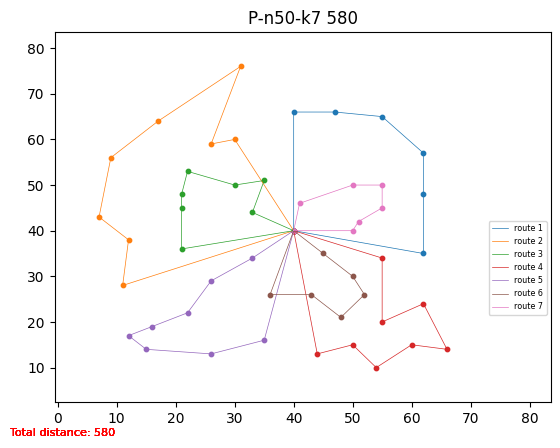 P-n50-k7 580
80
70
60
50
40
30
20
10
0 10 20 30 40 50 60 70 80
route 1
route 2
route 3
route 4
route 5
route 6
route 7
Total distance: 580